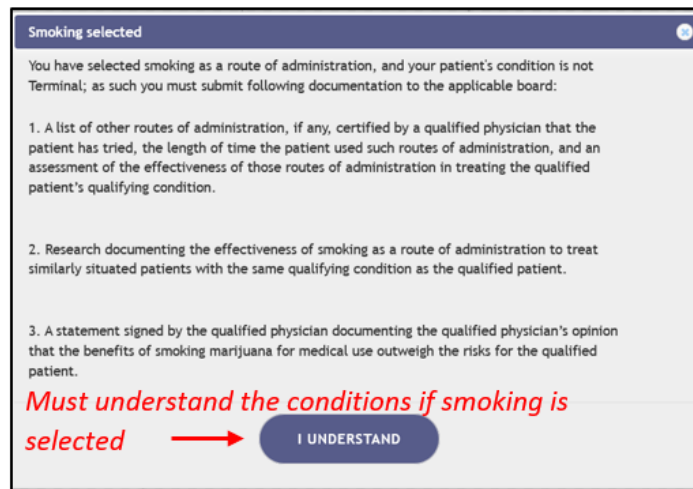 Smoking selected
You have selected smoking as a route of administration, and your patient's condition is not
Terminal; as such you must submit following documentation to the applicable board:
1. A list of other routes of administration, if any, certified by a qualified physician that the
patient has tried, the length of time the patient used such routes of administration, and an
assessment of the effectiveness of those routes of administration in treating the qualified
patient's qualifying condition.
2. Research documenting the effectiveness of smoking as a route of administration to treat
similarly situated patients with the same qualifying condition as the qualified patient.
3. A statement signed by the qualified physician documenting the qualified physician's opinion
that the benefits of smoking marijuana for medical use outweigh the risks for the qualified
patient.
Must understand the conditions if smoking is
selected
I UNDERSTAND